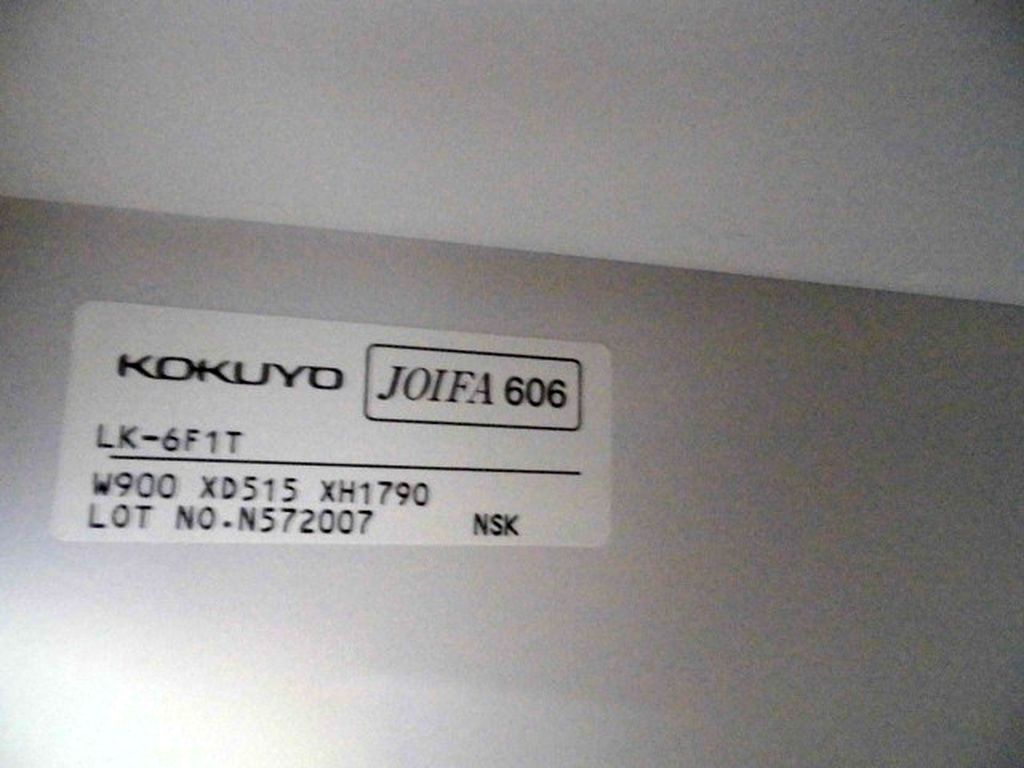 KOKUYO JOIFA 606
LK-6F1T
W900 XD515 XH1790
LOT NO.N572007 NSK